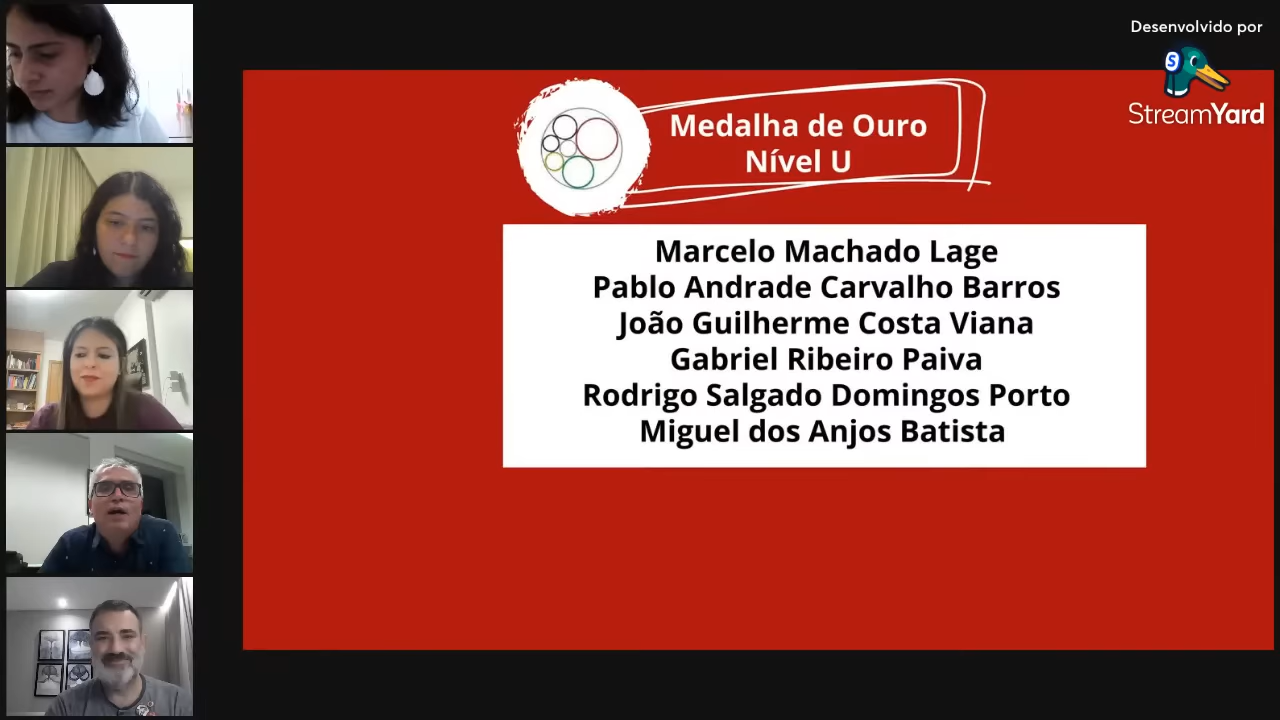 Desenvolvido por
StreamYard
Medalha de Ouro
Nível U
Marcelo Machado Lage
Pablo Andrade Carvalho Barros
João Guilherme Costa Viana
Gabriel Ribeiro Paiva
Rodrigo Salgado Domingos Porto
Miguel dos Anjos Batista